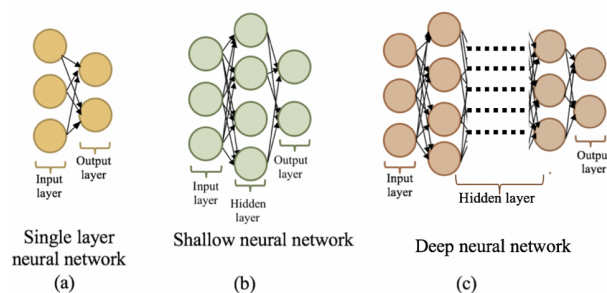 (a)
(b)
(c)
Input
layer
Output
layer
Input
layer
Hidden
layer
Output
layer
Input
layer
Hidden layer
Outpu
layer
Single layer
neural network
(a)
Shallow neural network
(b)
Deep neural network
(c)